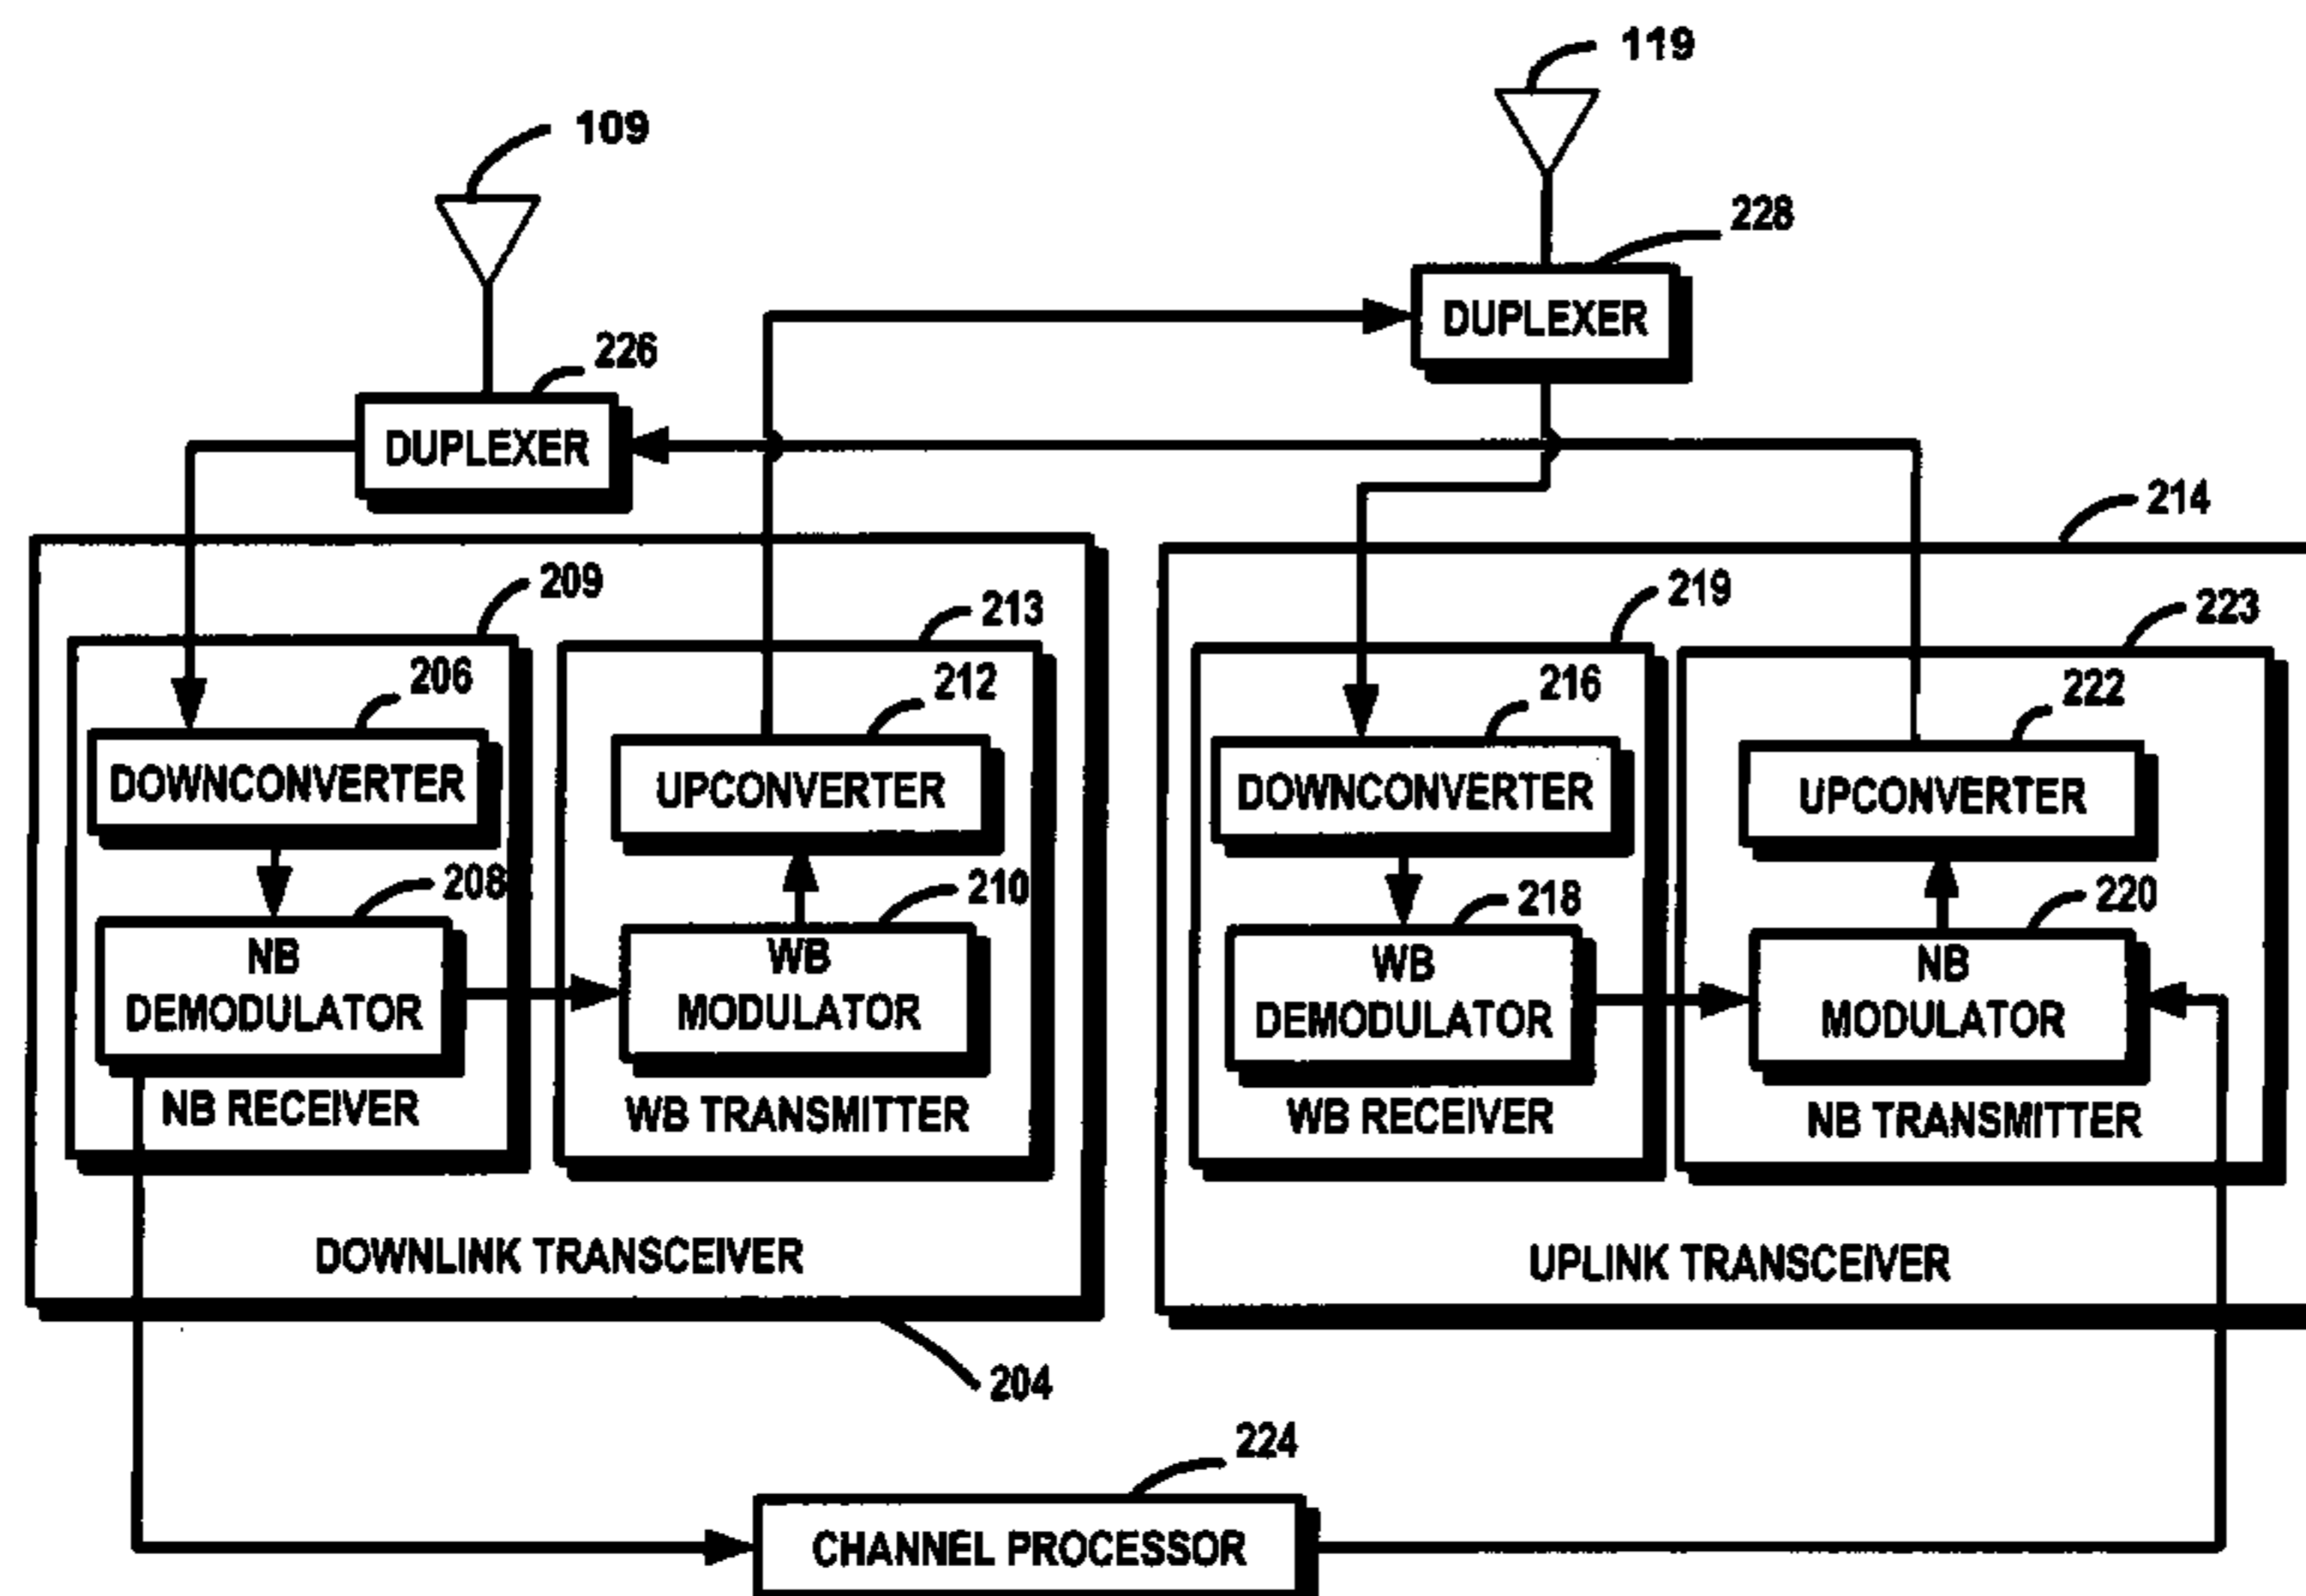 119
109
228
DUPLEXER
226
DUPLEXER
214
209
213
219
223
206
212
216
222
DOWNCONVERTER
UPCONVERTER
DOWNCONVERTER
UPCONVERTER
208
210
218
220
NB
DEMODULATOR
WB
MODULATOR
WB
DEMODULATOR
NB
MODULATOR
NB RECEIVER
WB TRANSMITTER
WB RECEIVER
NB TRANSMITTER
DOWNLINK TRANSCEIVER
UPLINK TRANSCEIVER
204
224
CHANNEL PROCESSOR